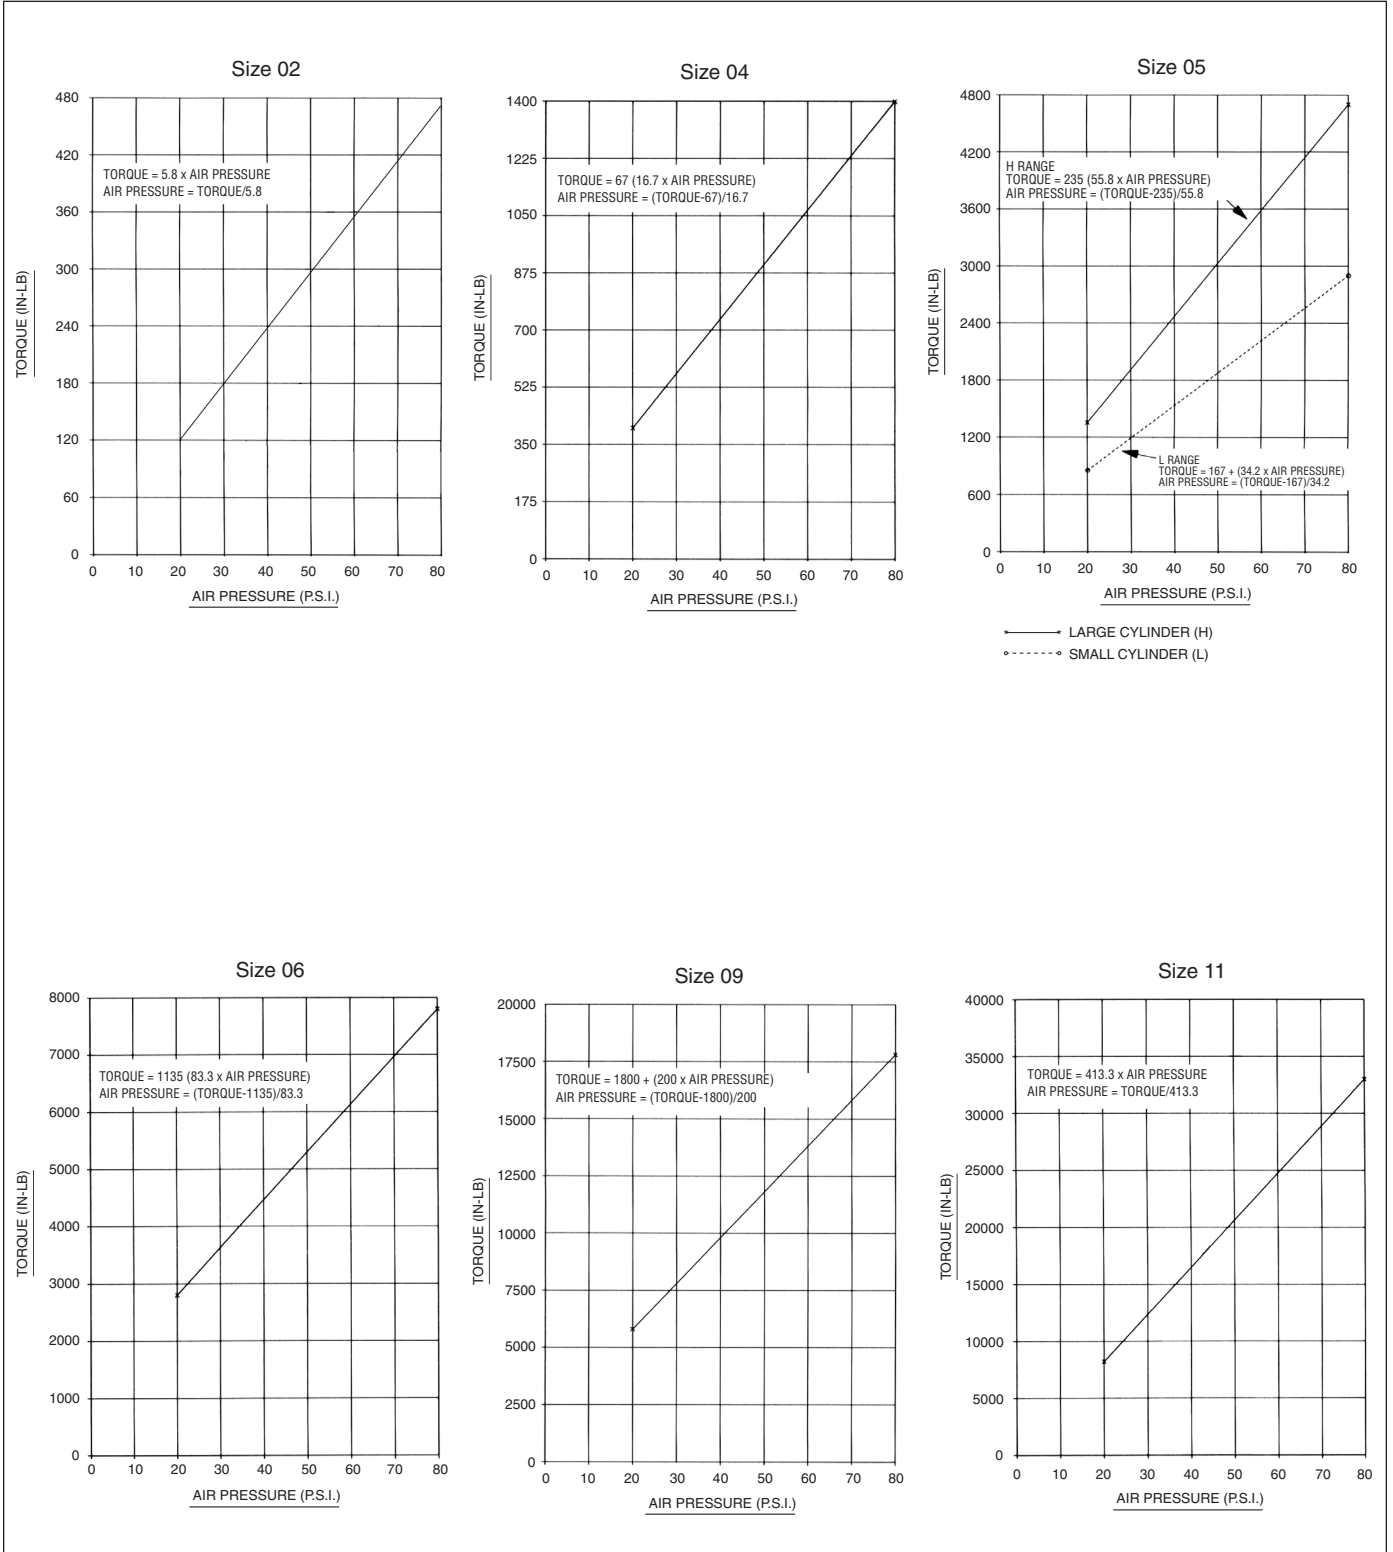 Size 02
480
420
360
300
240
180
120
60
0
TORQUE (IN-LB)
TORQUE = 5.8 x AIR PRESSURE
AIR PRESSURE = TORQUE/5.8
0 10 20 30 40 50 60 70 80
AIR PRESSURE (P.S.I.)
Size 04
1400
1225
1050
875
700
525
350
175
0
TORQUE (IN-LB)
TORQUE = 67 (16.7 x AIR PRESSURE)
AIR PRESSURE = (TORQUE-67)/16.7
0 10 20 30 40 50 60 70 80
AIR PRESSURE (P.S.I.)
Size 05
4800
4200
3600
3000
2400
1800
1200
600
0
TORQUE (IN-LB)
H RANGE
TORQUE = 235 (55.8 x AIR PRESSURE)
AIR PRESSURE = (TORQUE-235)/55.8
L RANGE
TORQUE = 167 + (34.2 x AIR PRESSURE)
AIR PRESSURE = (TORQUE-167)/34.2
0 10 20 30 40 50 60 70 80
AIR PRESSURE (P.S.I.)
LARGE CYLINDER (H)
SMALL CYLINDER (L)
Size 06
8000
7000
6000
5000
4000
3000
2000
1000
0
TORQUE (IN-LB)
TORQUE = 1135 (83.3 x AIR PRESSURE)
AIR PRESSURE = (TORQUE-1135)/83.3
0 10 20 30 40 50 60 70 80
AIR PRESSURE (P.S.I.)
Size 09
20000
17500
15000
12500
10000
7500
5000
2500
0
TORQUE (IN-LB)
TORQUE = 1800 + (200 x AIR PRESSURE)
AIR PRESSURE = (TORQUE-1800)/200
0 10 20 30 40 50 60 70 80
AIR PRESSURE (P.S.I.)
Size 11
40000
35000
30000
25000
20000
15000
10000
5000
0
TORQUE (IN-LB)
TORQUE = 413.3 x AIR PRESSURE
AIR PRESSURE = TORQUE/413.3
0 10 20 30 40 50 60 70 80
AIR PRESSURE (P.S.I.)